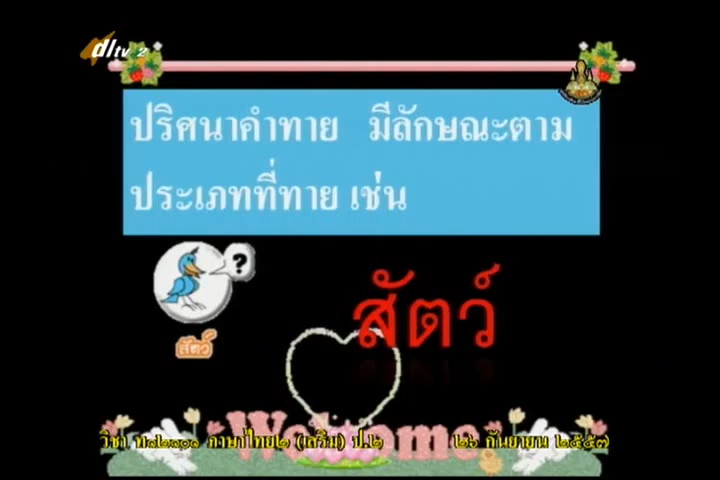 dltv 2
ปริศนาคำทาย มีลักษณะตาม
ประเภทที่ทาย เช่น
?
สัตว์
สัตว์
Welcome
วิชา ท๑๒๑๐๑ ภาษาไทย๒ (เสริม) ป.๒ ๒๖ กันยายน ๒๕๕๗